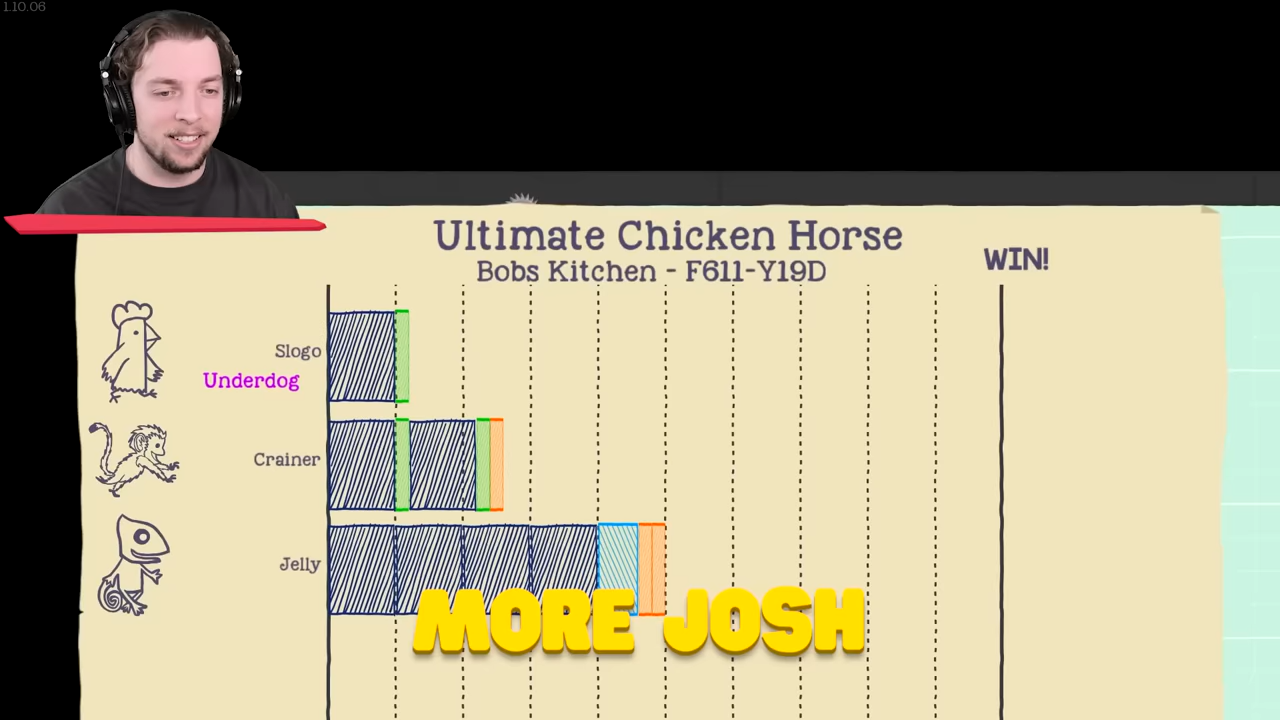 1.10.06
Ultimate Chicken Horse
Bobs Kitchen - F611-Y19D
WIN!
Slogo
Underdog
Crainer
Jelly
MORE JOSH